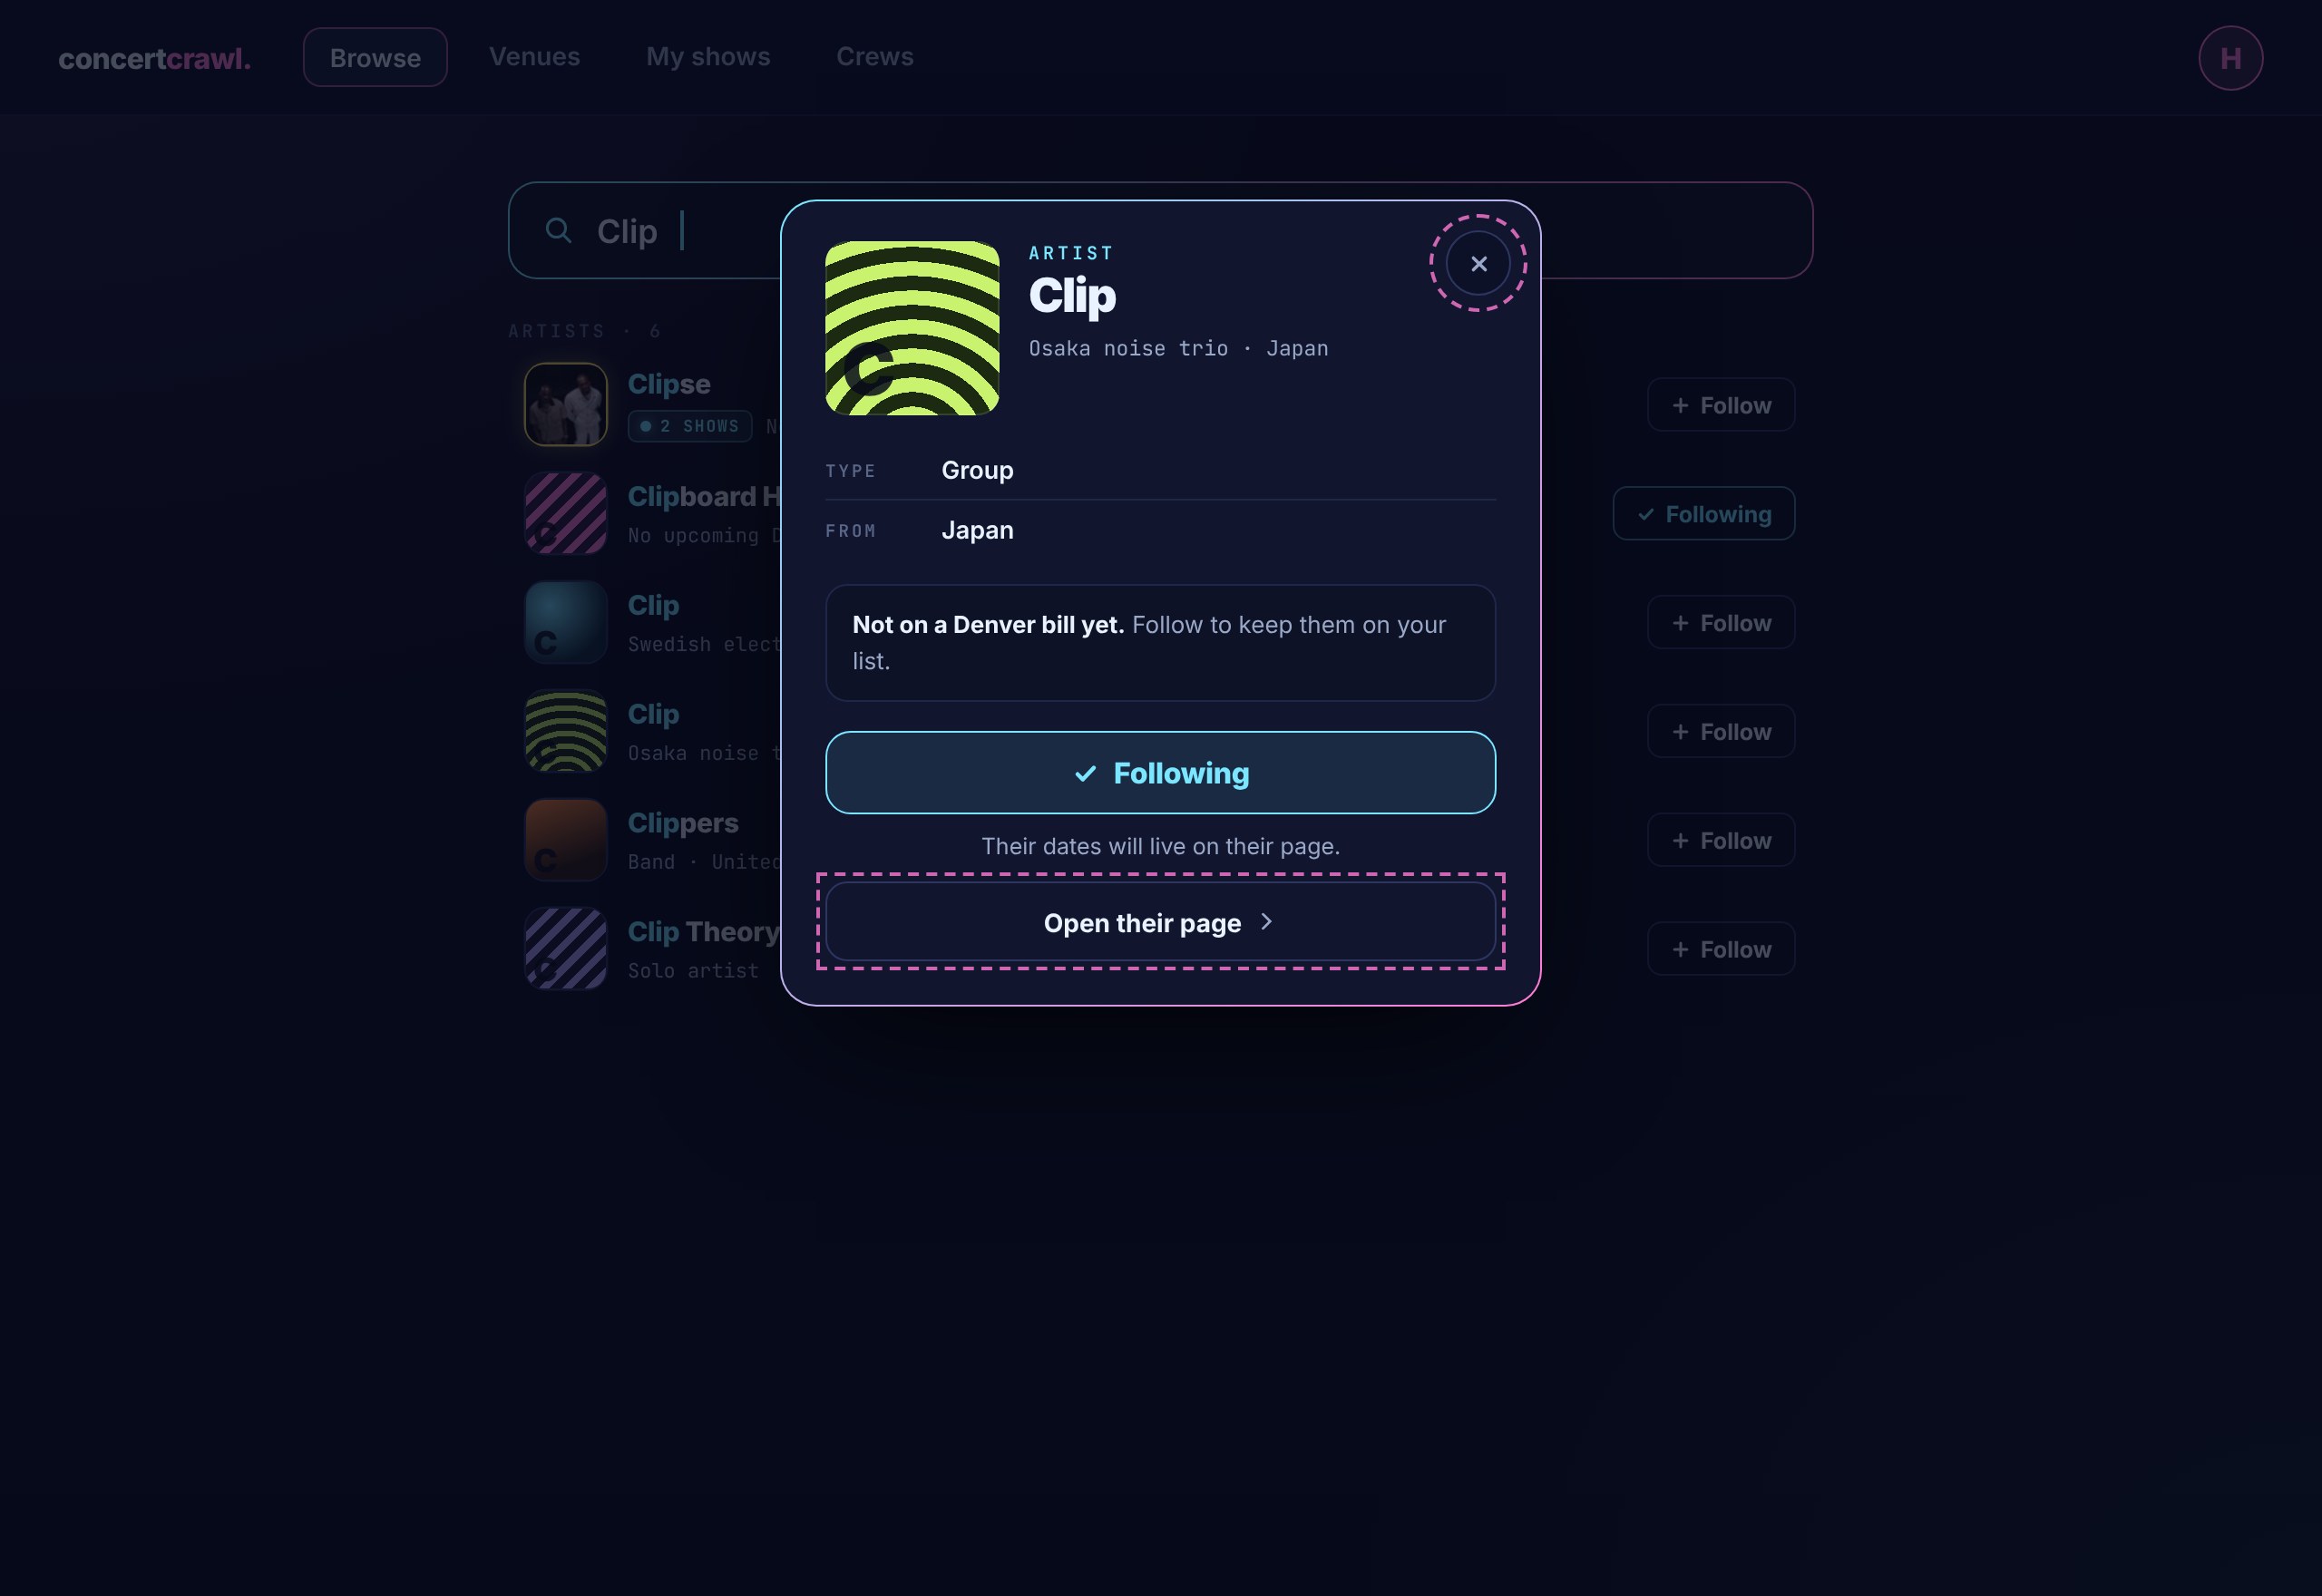 concertcrawl.
Browse
Venues
My shows
Crews
H
Clip
ARTISTS · 6
Clipse
2 SHOWS
+ Follow
Clipboard H
No upcoming
Following
C
Clip
Swedish elect
+ Follow
C
Clip
Osaka noise t
+ Follow
C
Clippers
Band · United
+ Follow
C
Clip Theory
Solo artist
+ Follow
C
ARTIST
Clip
Osaka noise trio · Japan
C
TYPE Group
FROM Japan
Not on a Denver bill yet. Follow to keep them on your
list.
Following
Their dates will live on their page.
Open their page